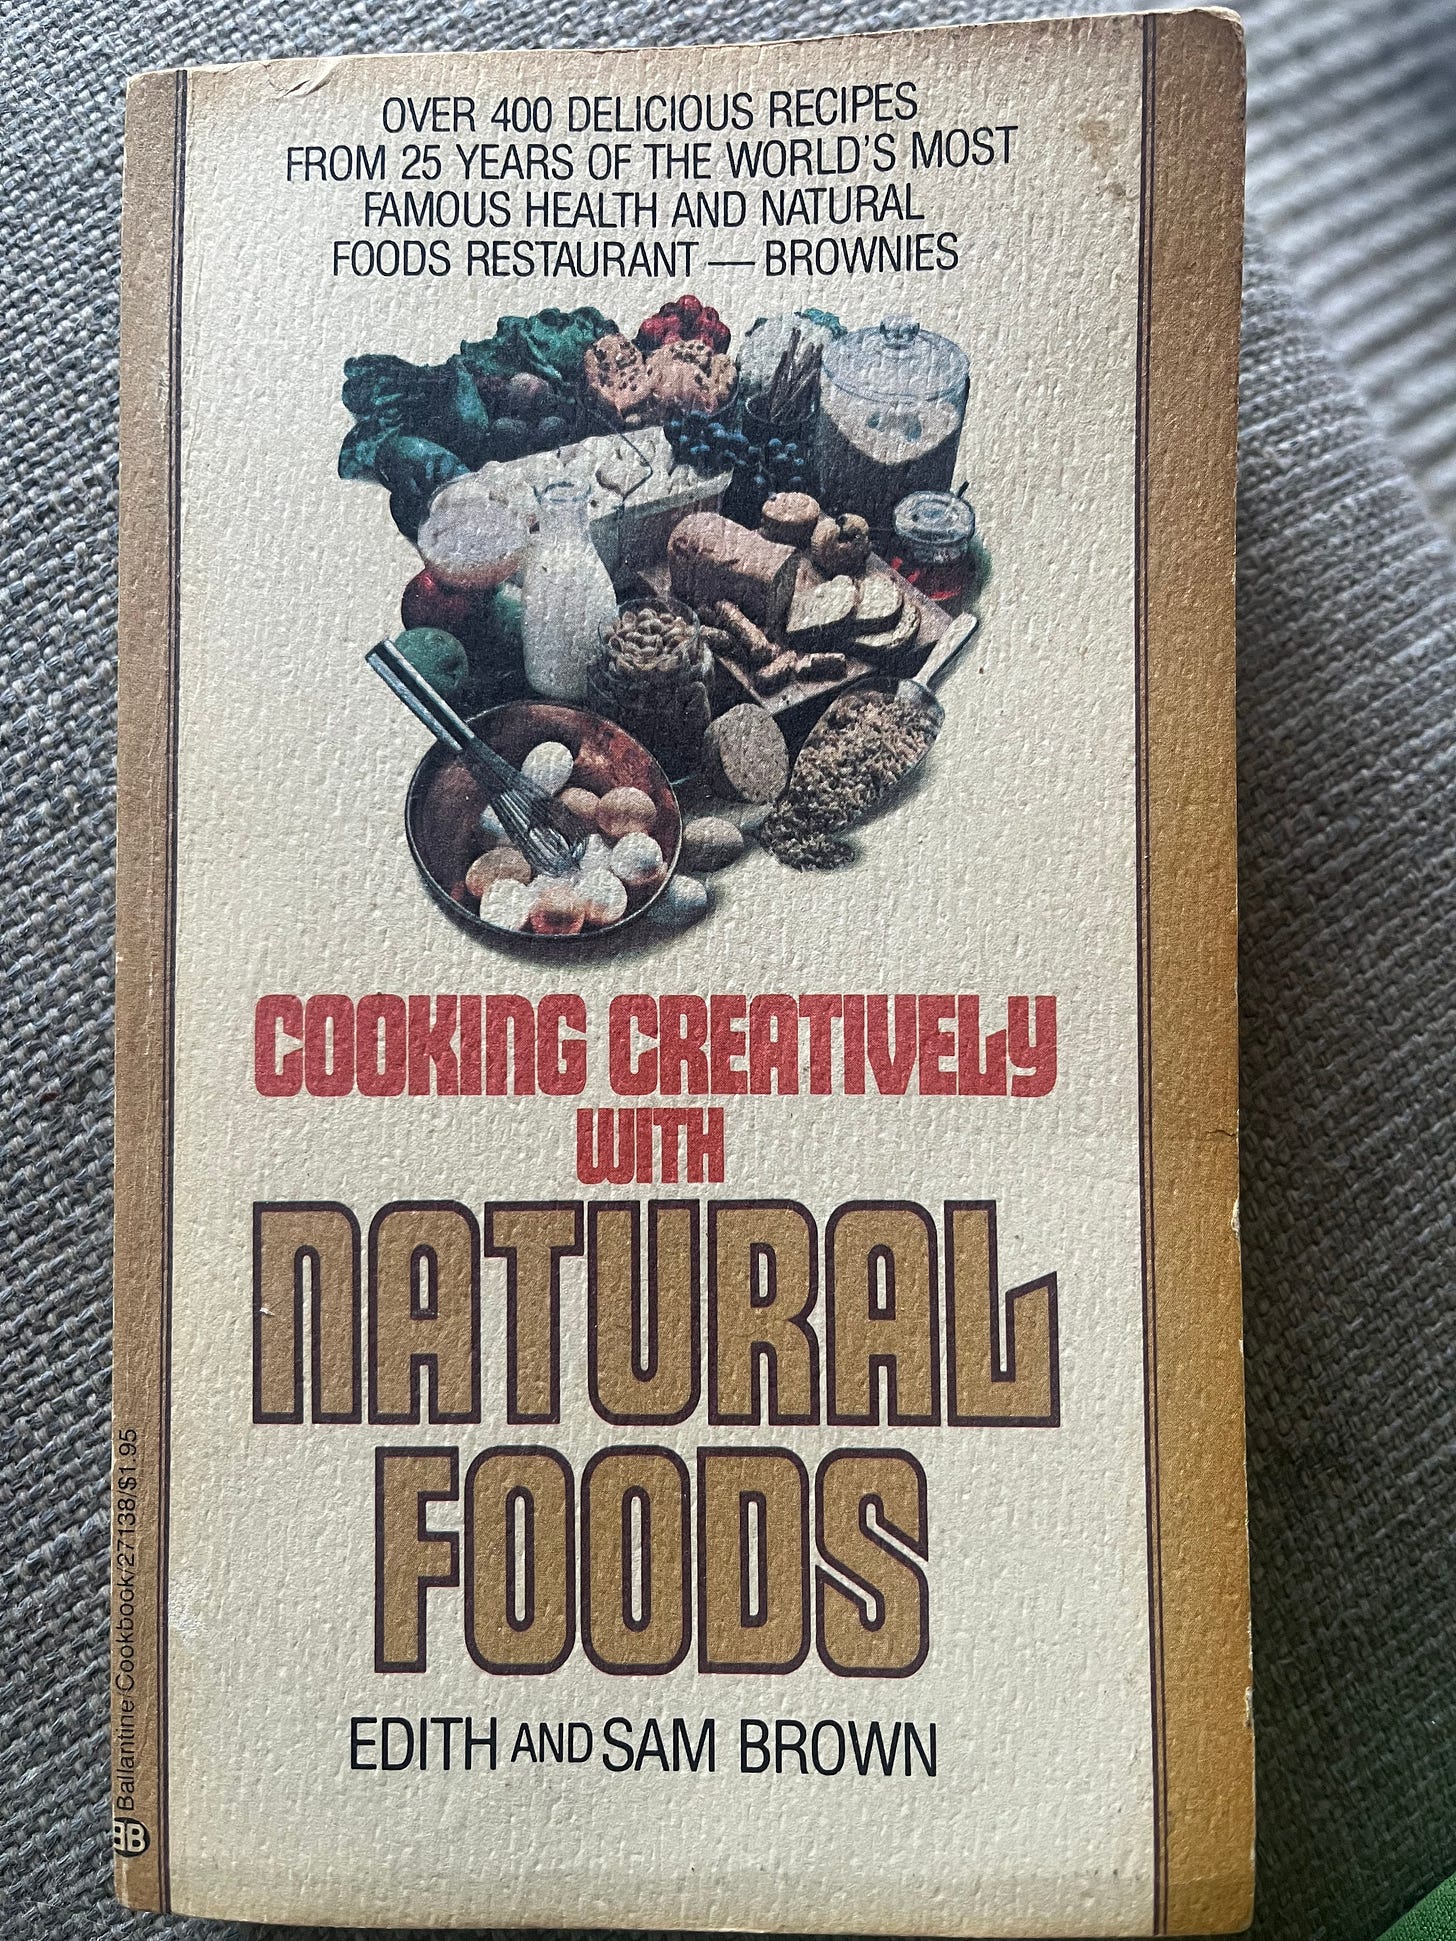 OVER 400 DELICIOUS RECIPES
FROM 25 YEARS OF THE WORLD'S MOST
FAMOUS HEALTH AND NATURAL
FOODS RESTAURANT — BROWNIES
COOKING CREATIVELY
WITH
NATURAL
FOODS
EDITH AND SAM BROWN
Ballantine/Cookbook/27138/$1.95
BB